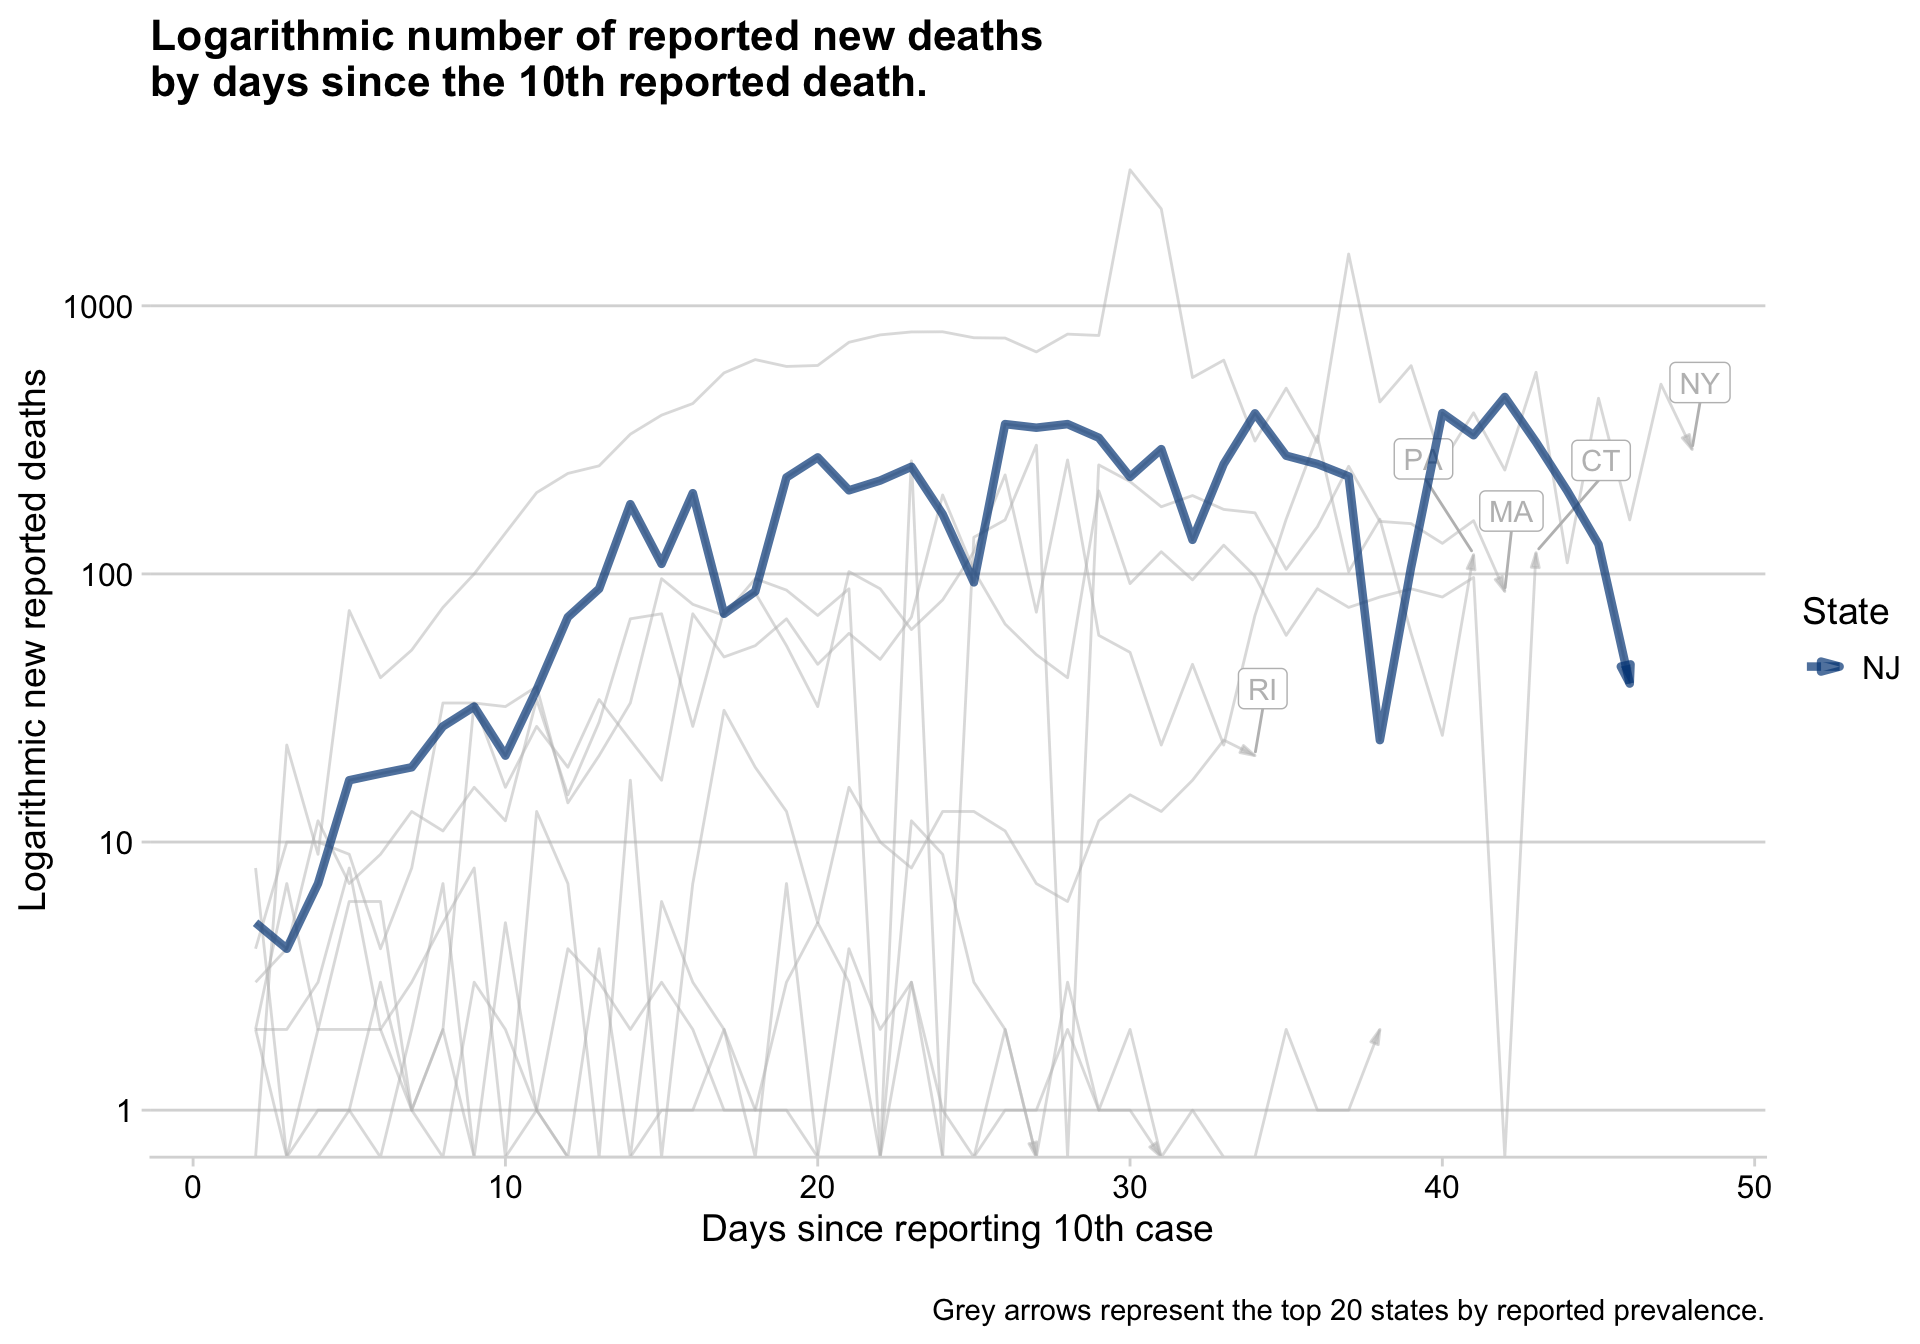 Logarithmic number of reported new deaths
by days since the 10th reported death.
Logarithmic new reported deaths
1000
100
10
1
NY
PA
CT
MA
RI
State
NJ
0
10
20
30
40
50
Days since reporting 10th case
Grey arrows represent the top 20 states by reported prevalence.